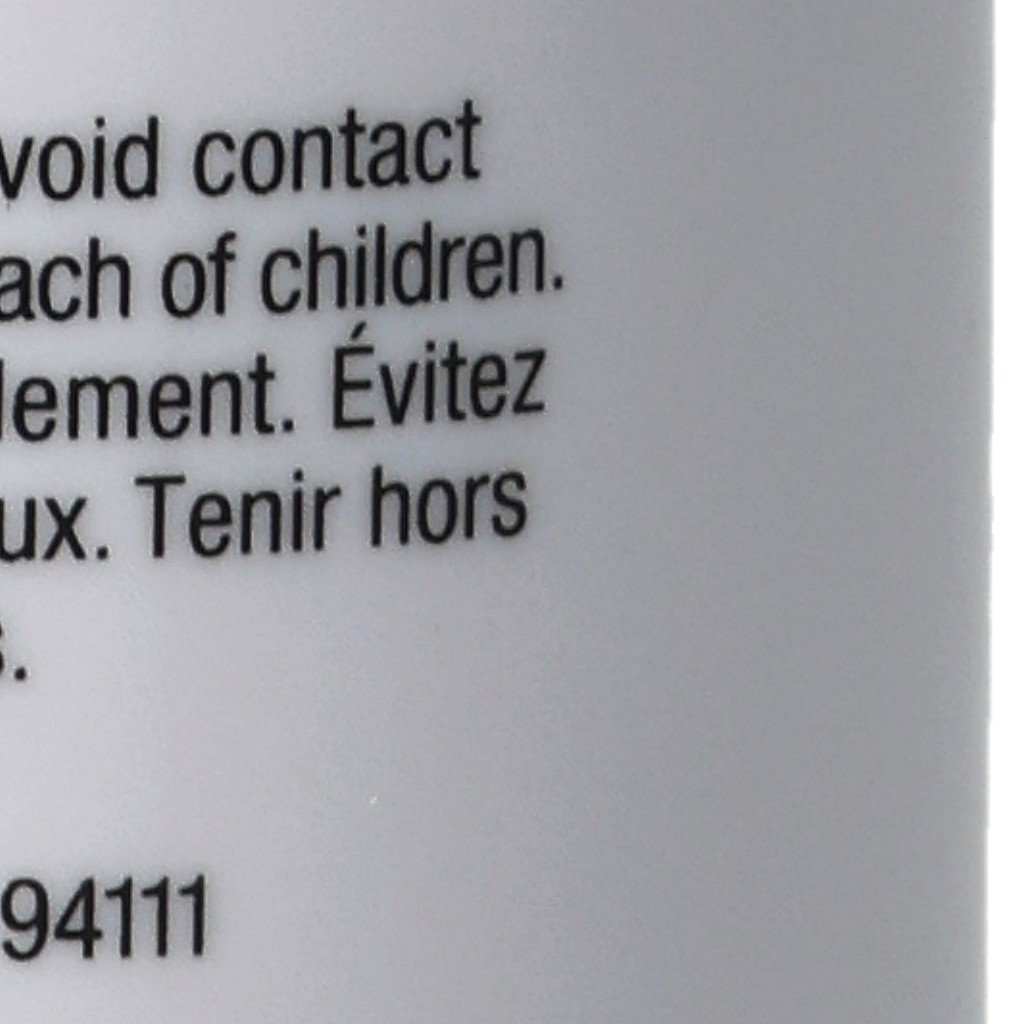 void contact
ach of children.
lement. Évitez
ux. Tenir hors
s.
94111